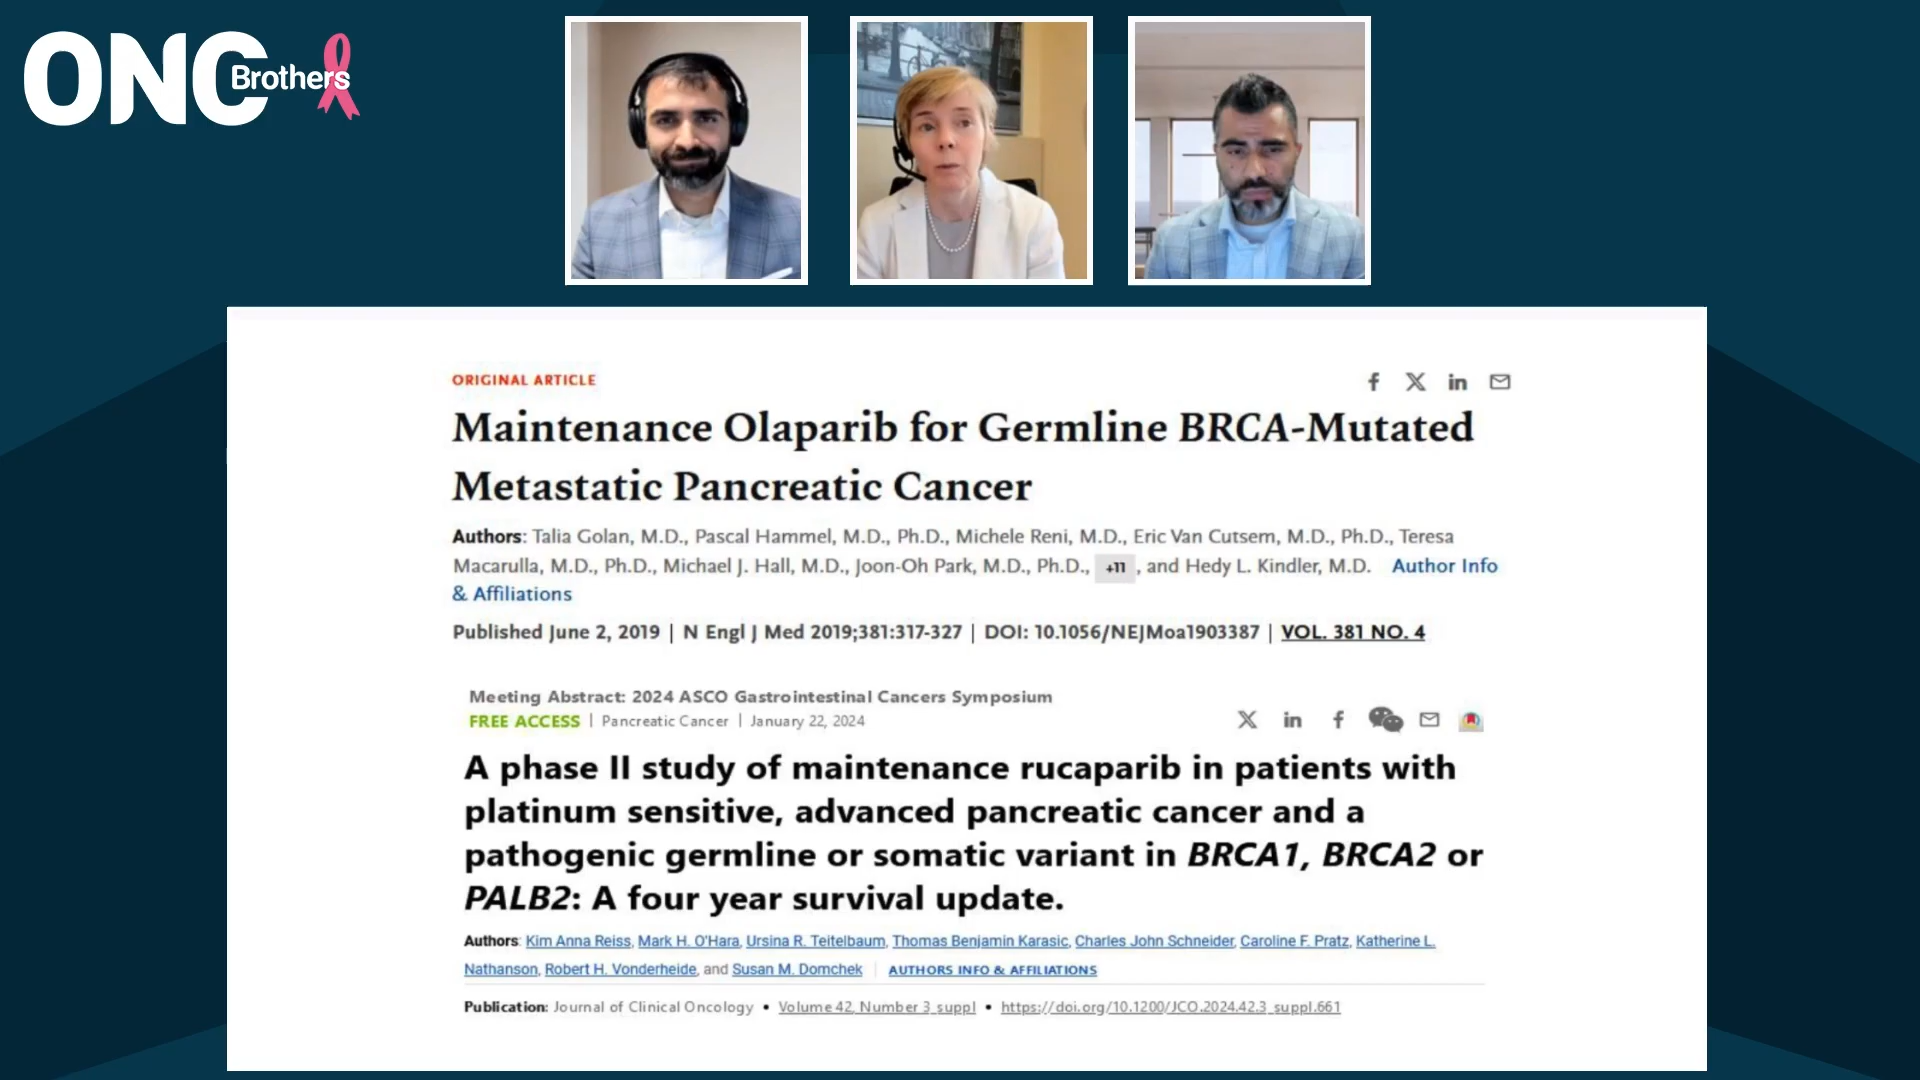 ONC Brothers
ORIGINAL ARTICLE
Maintenance Olaparib for Germline BRCA-Mutated
Metastatic Pancreatic Cancer
Authors: Talia Golan, M.D., Pascal Hammel, M.D., Ph.D., Michele Reni, M.D., Eric Van Cutsem, M.D., Ph.D., Teresa
Macarulla, M.D., Ph.D., Michael J. Hall, M.D., Joon-Oh Park, M.D., Ph.D., +11 , and Hedy L. Kindler, M.D. Author Info
& Affiliations
Published June 2, 2019 | N Engl J Med 2019;381:317-327 | DOI: 10.1056/NEJMoa1903387 | VOL. 381 NO. 4
Meeting Abstract: 2024 ASCO Gastrointestinal Cancers Symposium
FREE ACCESS | Pancreatic Cancer | January 22, 2024
A phase II study of maintenance rucaparib in patients with
platinum sensitive, advanced pancreatic cancer and a
pathogenic germline or somatic variant in BRCA1, BRCA2 or
PALB2: A four year survival update.
Authors: Kim Anna Reiss, Mark H. O'Hara, Ursina R. Teitelbaum, Thomas Benjamin Karasic, Charles John Schneider, Caroline F. Pratz, Katherine L.
Nathanson, Robert H. Vonderheide, and Susan M. Domchek | AUTHORS INFO & AFFILIATIONS
Publication: Journal of Clinical Oncology • Volume 42, Number 3_suppl • https://doi.org/10.1200/JCO.2024.42.3_suppl.661